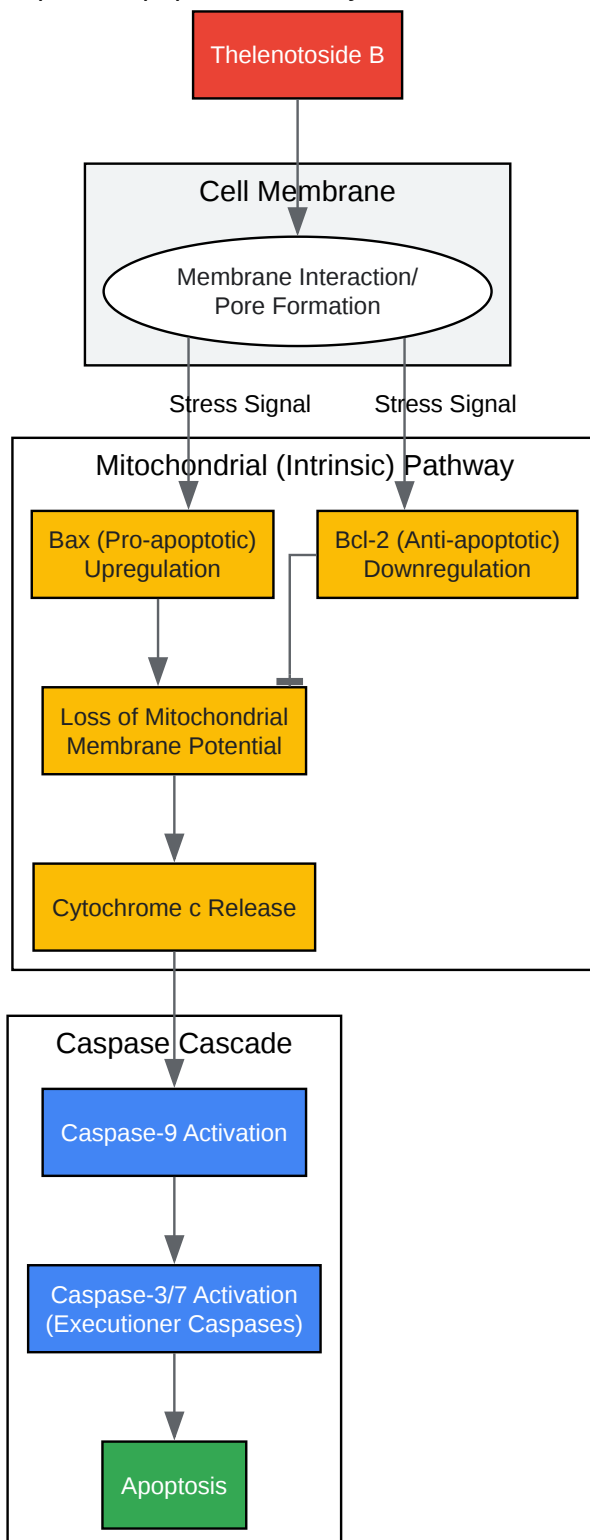 Thelenotoside B
Cell Membrane
Membrane Interaction/
Pore Formation
Stress Signal
Stress Signal
Mitochondrial (Intrinsic) Pathway
Bax (Pro-apoptotic)
Upregulation
Bcl-2 (Anti-apoptotic)
Downregulation
Loss of Mitochondrial
Membrane Potential
Cytochrome c Release
Caspase Cascade
Caspase-9 Activation
Caspase-3/7 Activation
(Executioner Caspases)
Apoptosis